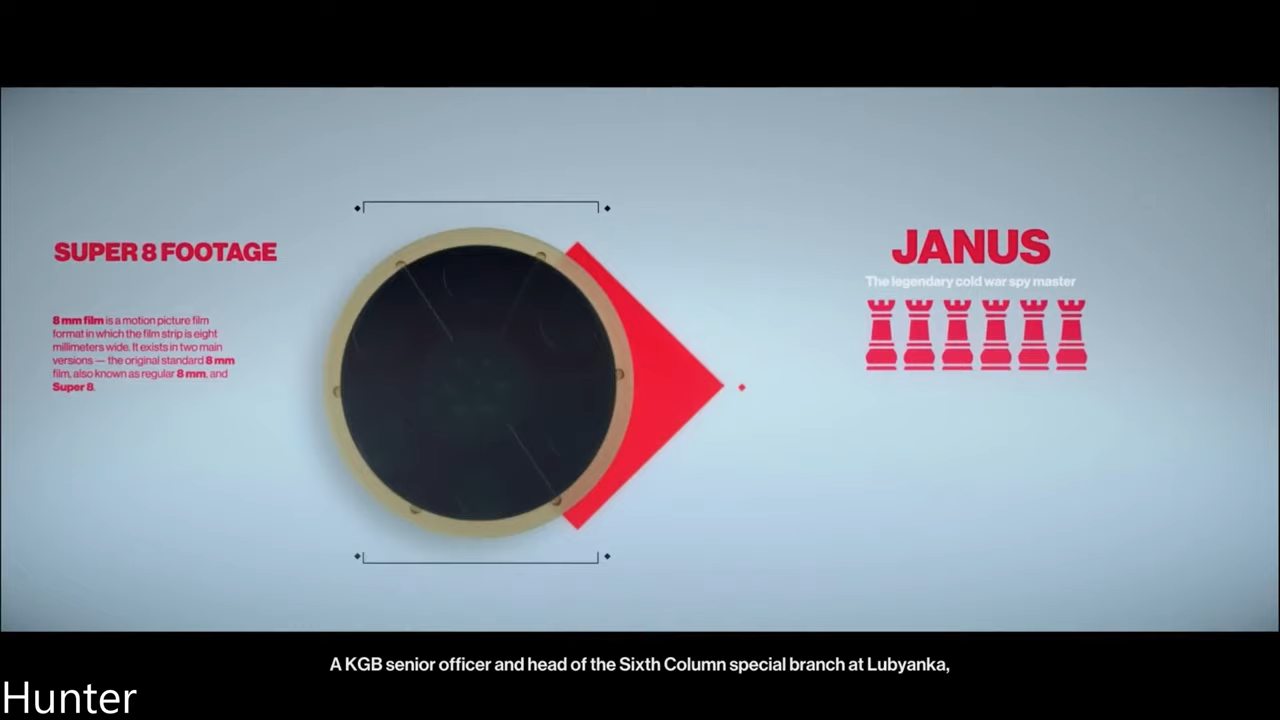 SUPER 8 FOOTAGE
8 mm film is a motion picture film
format in which the film strip is eight
millimeters wide. It exists in two main
versions — the original standard 8 mm
film, also known as regular 8 mm, and
Super 8.
JANUS
The legendary cold war spy master
A KGB senior officer and head of the Sixth Column special branch at Lubyanka,
Hunter